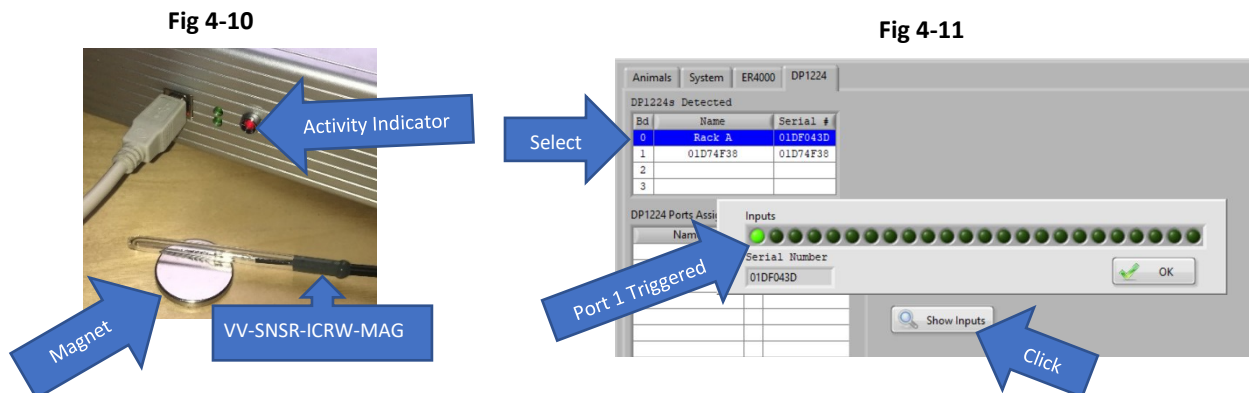 Fig 4-10
Activity Indicator
Magnet
VV-SNSR-ICRW-MAG
Fig 4-11
Select
Animals System ER4000 DP1224
DP1224s Detected
Bd Name Serial #
0 Rack A 01DF043D
1 01D74F38 01D74F38
2
3
DP1224 Ports Assi
Nam
Inputs
Serial Number
01DF043D
OK
Port 1 Triggered
Show Inputs
Click